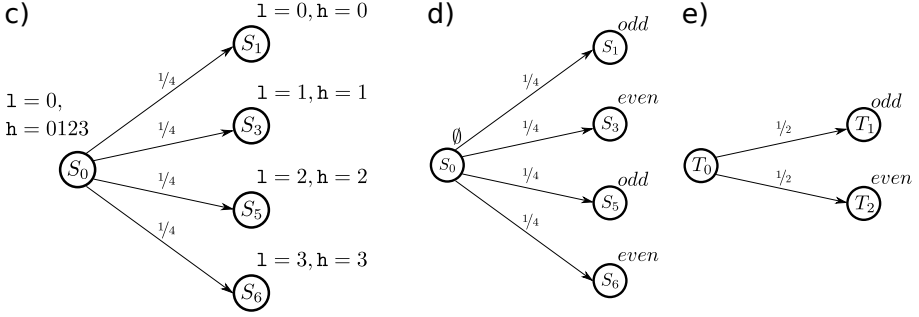 c)
l = 0, h = 0
S₁
1/4
l = 0,
h = 0123
S₀
l = 1, h = 1
1/4
S₃
l = 2, h = 2
1/4
S₅
1/4
l = 3, h = 3
S₆
d)
odd
S₁
1/4
even
1/4
S₃
∅
S₀
odd
1/4
S₅
1/4
even
S₆
e)
odd
1/2
T₁
T₀
1/2
even
T₂